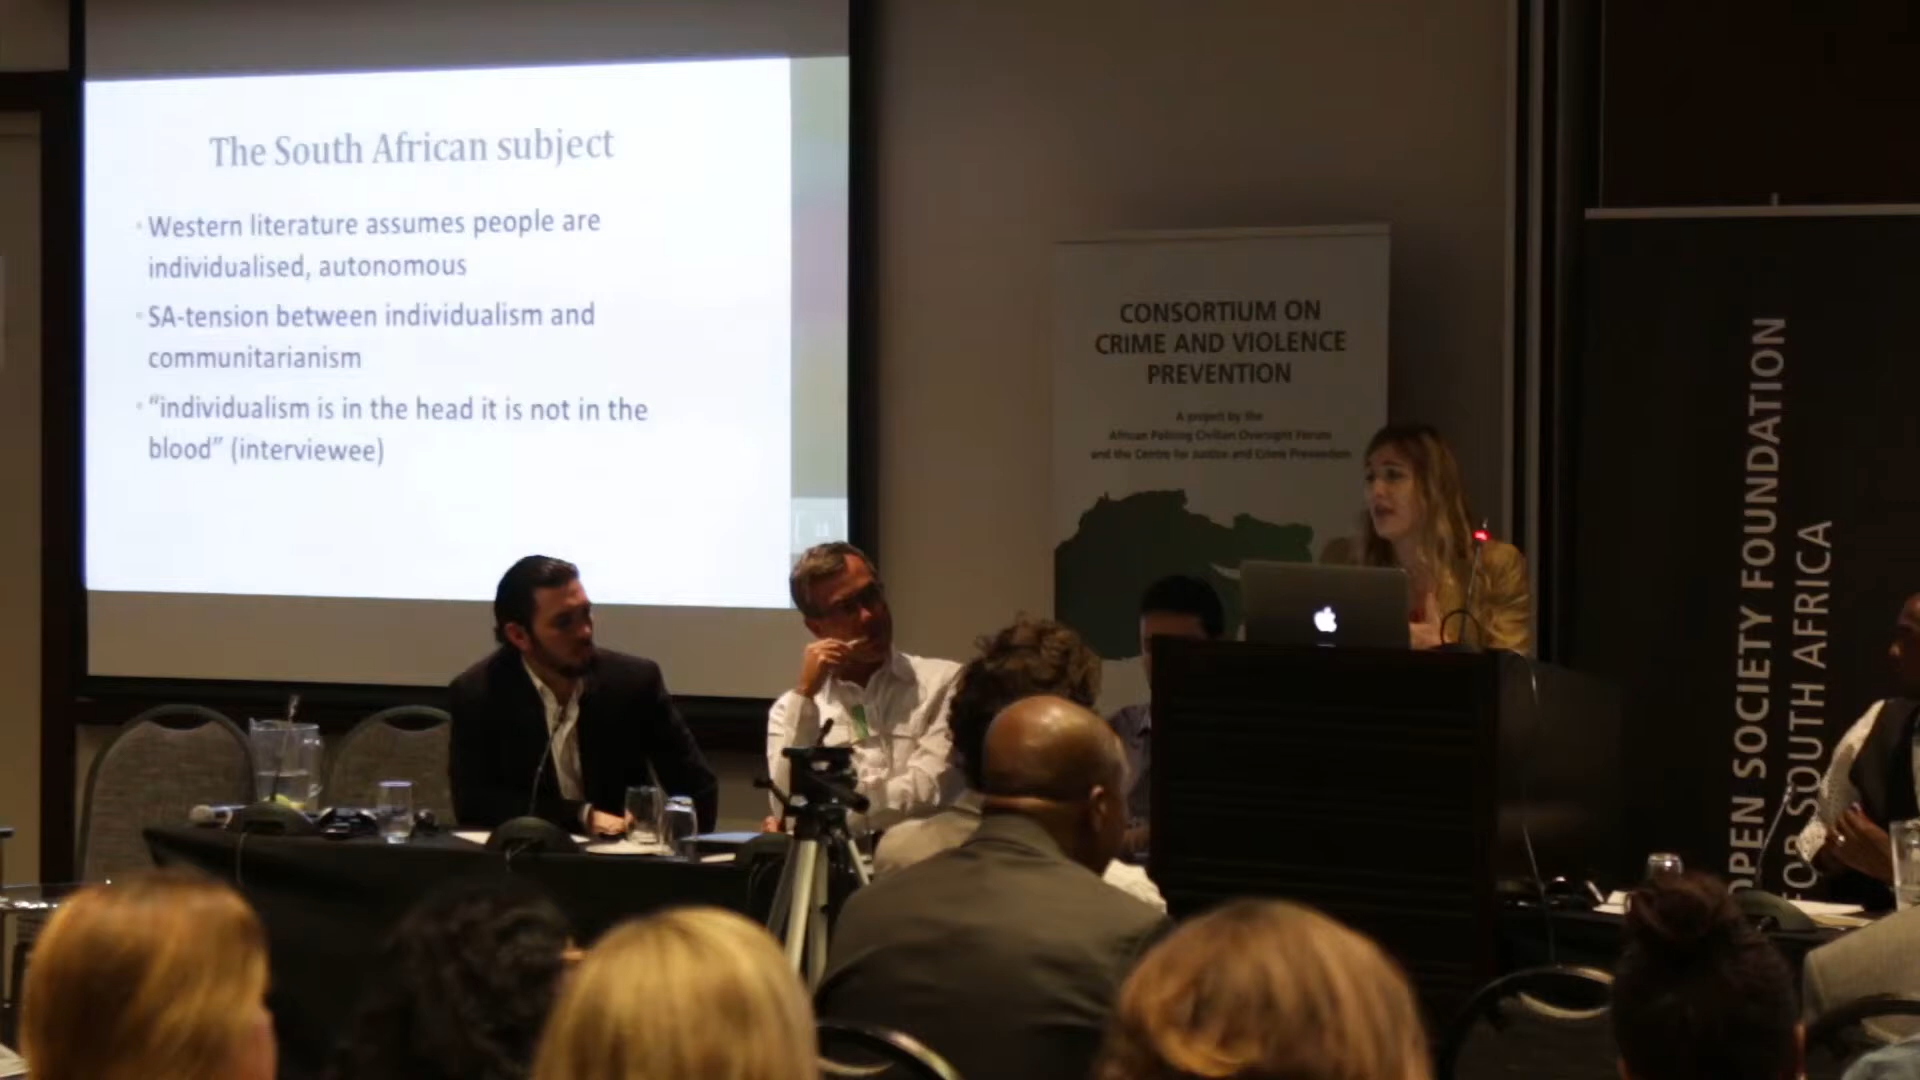 The South African subject
Western literature assumes people are
individualised, autonomous
SA-tension between individualism and
communitarianism
“individualism is in the head it is not in the
blood” (interviewee)
CONSORTIUM ON
CRIME AND VIOLENCE
PREVENTION
A project by the
African Policing Civilian Oversight Forum
and the Centre for Justice and Crime Prevention
OPEN SOCIETY FOUNDATION
FOR SOUTH AFRICA